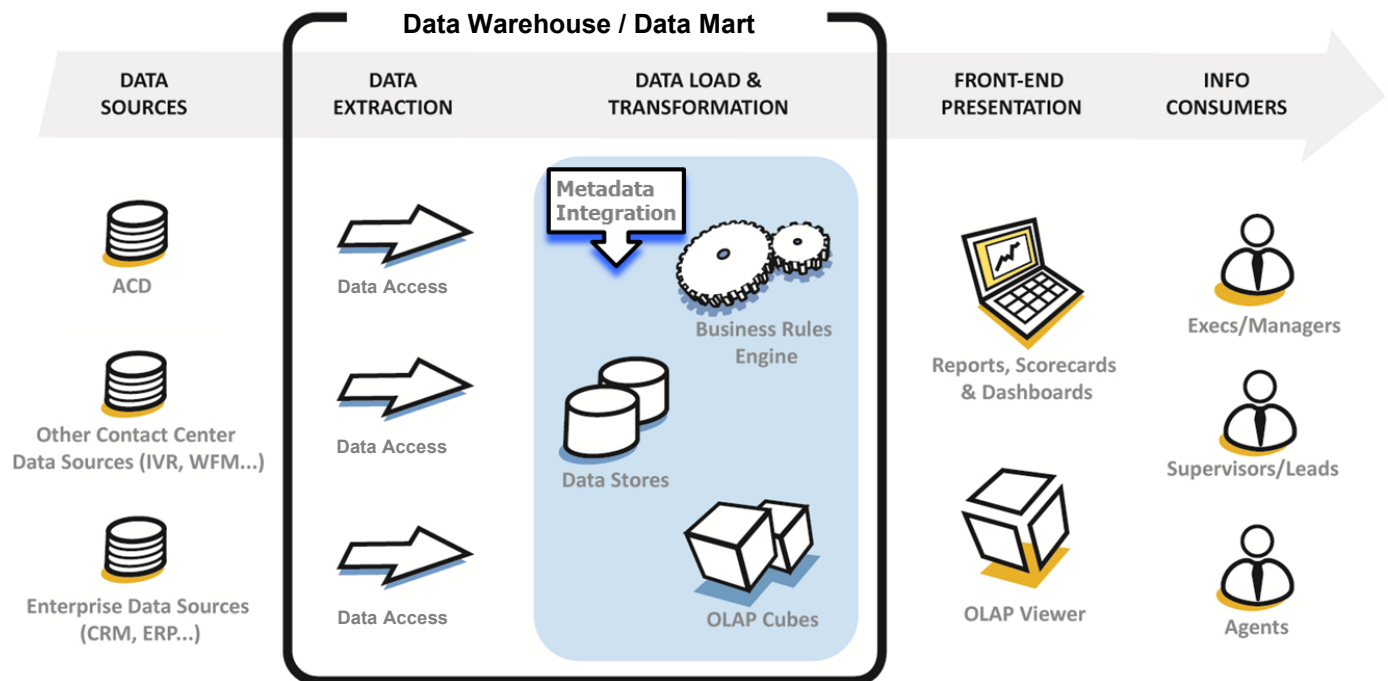 Data Warehouse / Data Mart
DATA
SOURCES
DATA
EXTRACTION
DATA LOAD &
TRANSFORMATION
FRONT-END
PRESENTATION
INFO
CONSUMERS
ACD
Other Contact Center
Data Sources (IVR, WFM...)
Enterprise Data Sources
(CRM, ERP...)
Data Access
Data Access
Data Access
Metadata
Integration
Business Rules
Engine
Data Stores
OLAP Cubes
Reports, Scorecards
& Dashboards
OLAP Viewer
Execs/Managers
Supervisors/Leads
Agents